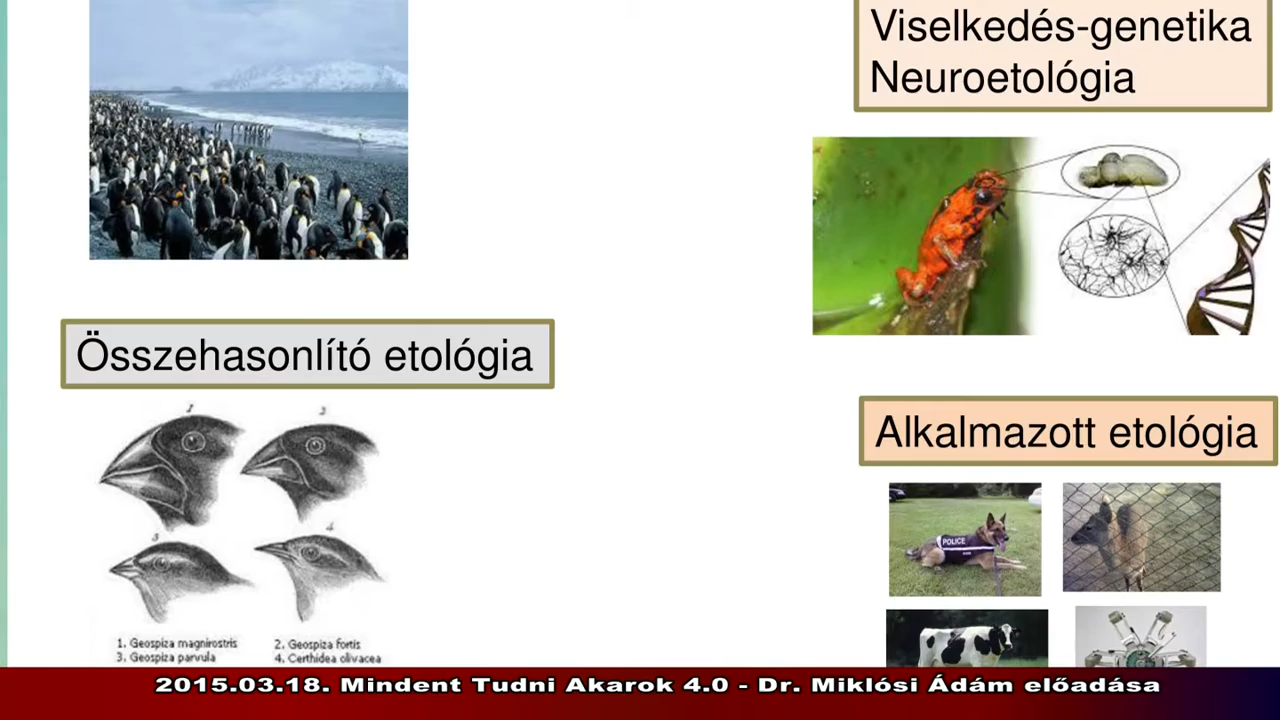 Viselkedés-genetika
Neuroetológia
Összehasonlító etológia
Alkalmazott etológia
POLICE
1. Geospiza magnirostris
2. Geospiza fortis
3. Geospiza parvula
4. Certhidea olivacea
2015.03.18. Mindent Tudni Akarok 4.0 - Dr. Miklósi Ádám előadása